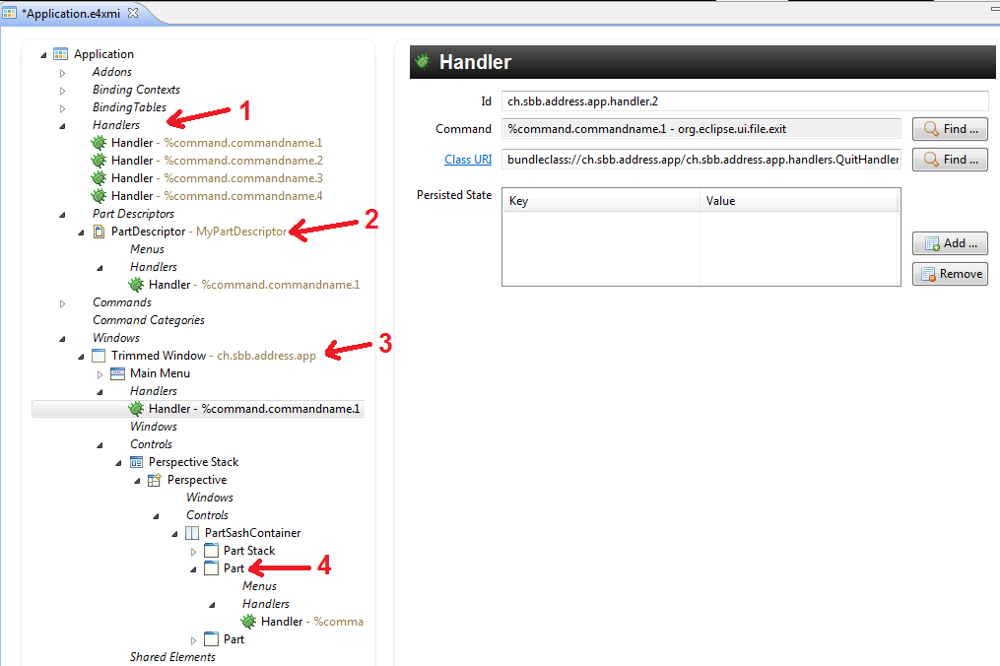 *Application.e4xmi
Application
Addons
Binding Contexts
BindingTables
Handlers
1
Handler - %command.commandname.1
Handler - %command.commandname.2
Handler - %command.commandname.3
Handler - %command.commandname.4
Part Descriptors
PartDescriptor - MyPartDescriptor
2
Menus
Handlers
Handler - %command.commandname.1
Commands
Command Categories
Windows
Trimmed Window - ch.sbb.address.app
3
Main Menu
Handlers
Handler - %command.commandname.1
Windows
Controls
Perspective Stack
Perspective
Windows
Controls
PartSashContainer
Part Stack
Part
4
Menus
Handlers
Handler - %comma
Part
Shared Elements
Handler
Id ch.sbb.address.app.handler.2
Command %command.commandname.1 - org.eclipse.ui.file.exit Find ...
Class URI bundleclass://ch.sbb.address.app/ch.sbb.address.app.handlers.QuitHandler Find ...
Persisted State Key Value
Add ...
Remove